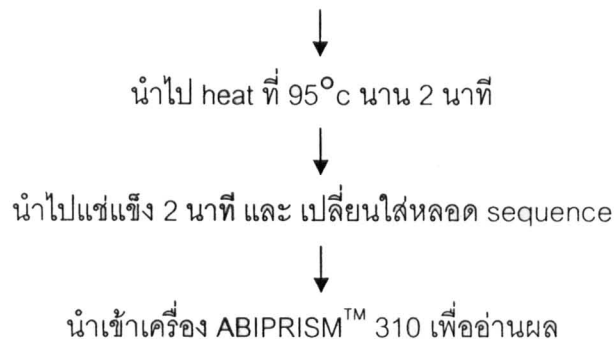 นำไป heat ที่ 95°c นาน 2 นาที
นำไปแช่แข็ง 2 นาที และ เปลี่ยนใส่หลอด sequence
นำเข้าเครื่อง ABIPRISM™ 310 เพื่ออ่านผล